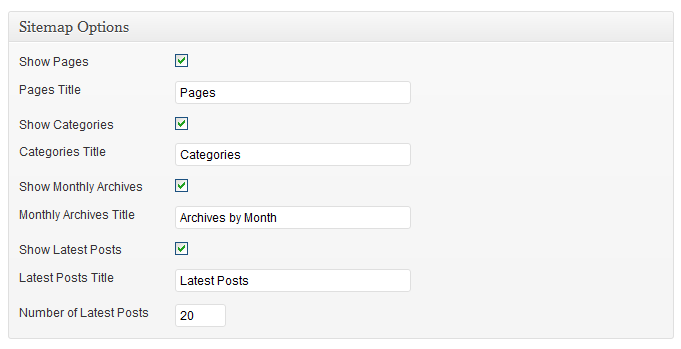 Sitemap Options
Show Pages
Pages Title Pages
Show Categories
Categories Title Categories
Show Monthly Archives
Monthly Archives Title Archives by Month
Show Latest Posts
Latest Posts Title Latest Posts
Number of Latest Posts 20